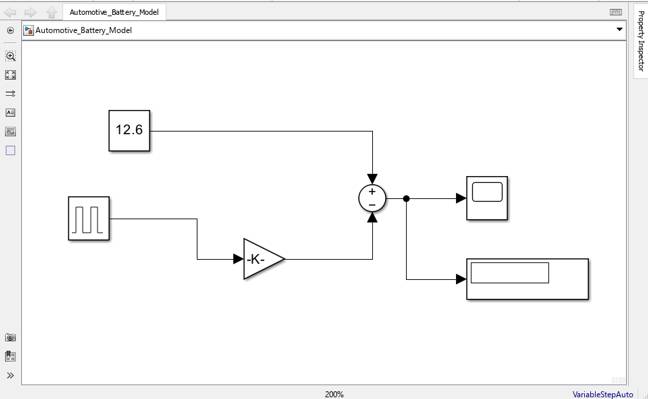 Automotive_Battery_Model
Automotive_Battery_Model
Property Inspector
12.6
+
−
-K-
200%
VariableStepAuto